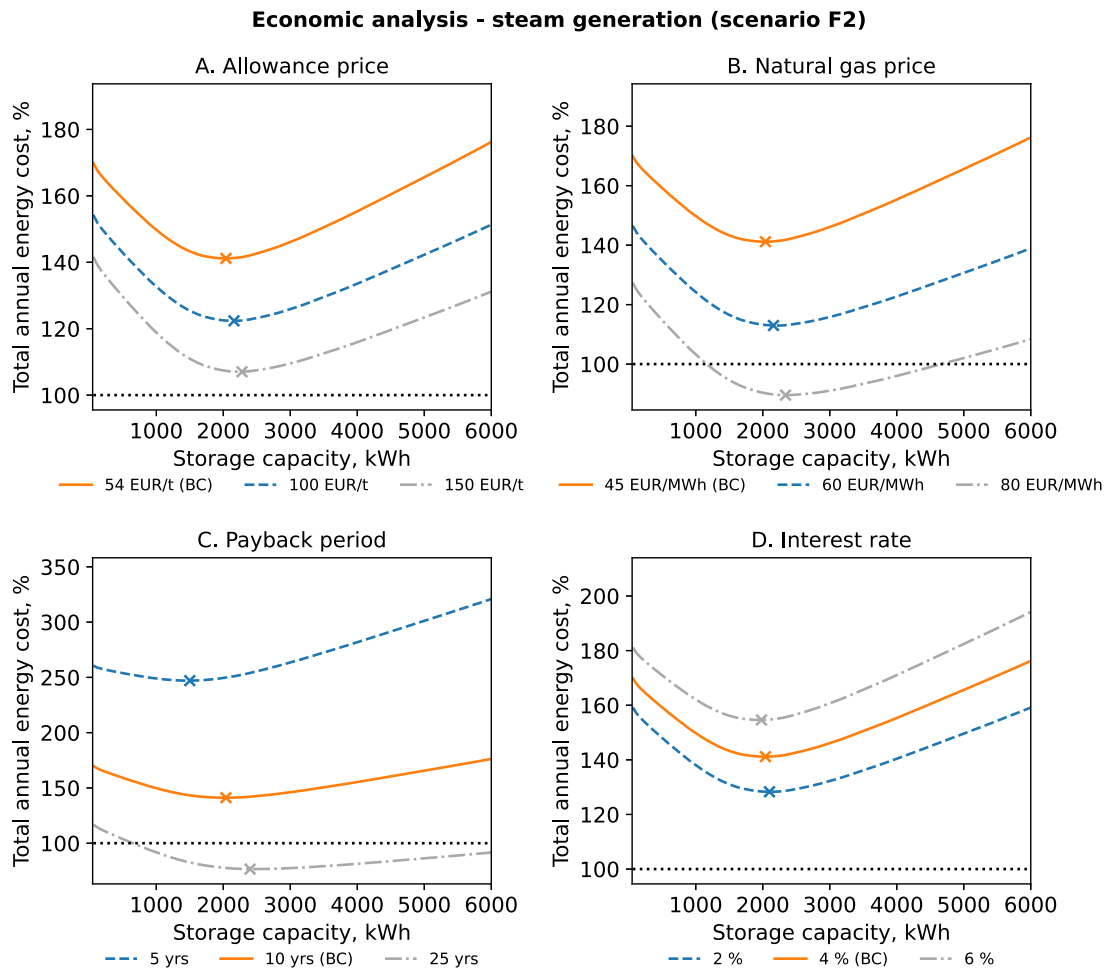 Economic analysis - steam generation (scenario F2)
A. Allowance price
Total annual energy cost, %
180
160
140
120
100
1000 2000 3000 4000 5000 6000
Storage capacity, kWh
54 EUR/t (BC) 100 EUR/t 150 EUR/t
B. Natural gas price
Total annual energy cost, %
180
160
140
120
100
1000 2000 3000 4000 5000 6000
Storage capacity, kWh
45 EUR/MWh (BC) 60 EUR/MWh 80 EUR/MWh
C. Payback period
Total annual energy cost, %
350
300
250
200
150
100
1000 2000 3000 4000 5000 6000
Storage capacity, kWh
5 yrs 10 yrs (BC) 25 yrs
D. Interest rate
Total annual energy cost, %
200
180
160
140
120
100
1000 2000 3000 4000 5000 6000
Storage capacity, kWh
2 % 4 % (BC) 6 %